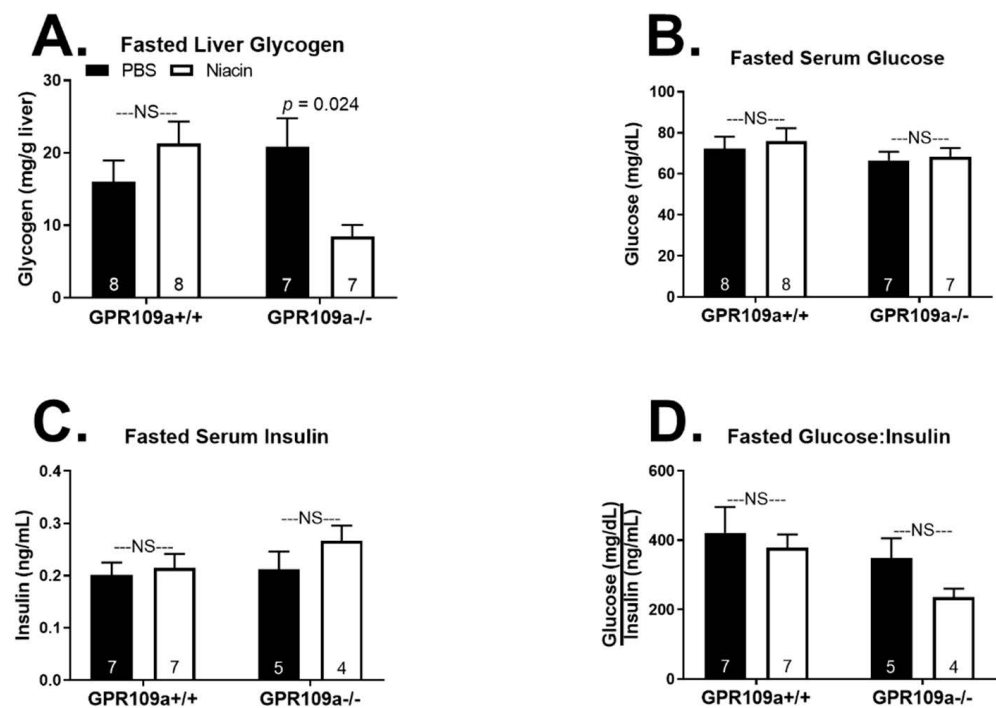 A.
Fasted Liver Glycogen
PBS Niacin
Glycogen (mg/g liver)
30
20
10
0
---NS---
p = 0.024
8 8 7 7
GPR109a+/+ GPR109a-/-
B.
Fasted Serum Glucose
Glucose (mg/dL)
100
80
60
40
20
0
---NS---
---NS---
8 8 7 7
GPR109a+/+ GPR109a-/-
C.
Fasted Serum Insulin
Insulin (ng/mL)
0.4
0.3
0.2
0.1
0.0
---NS---
---NS---
7 7 5 4
GPR109a+/+ GPR109a-/-
D.
Fasted Glucose:Insulin
Glucose (mg/dL)
Insulin (ng/mL)
600
400
200
0
---NS---
---NS---
7 7 5 4
GPR109a+/+ GPR109a-/-